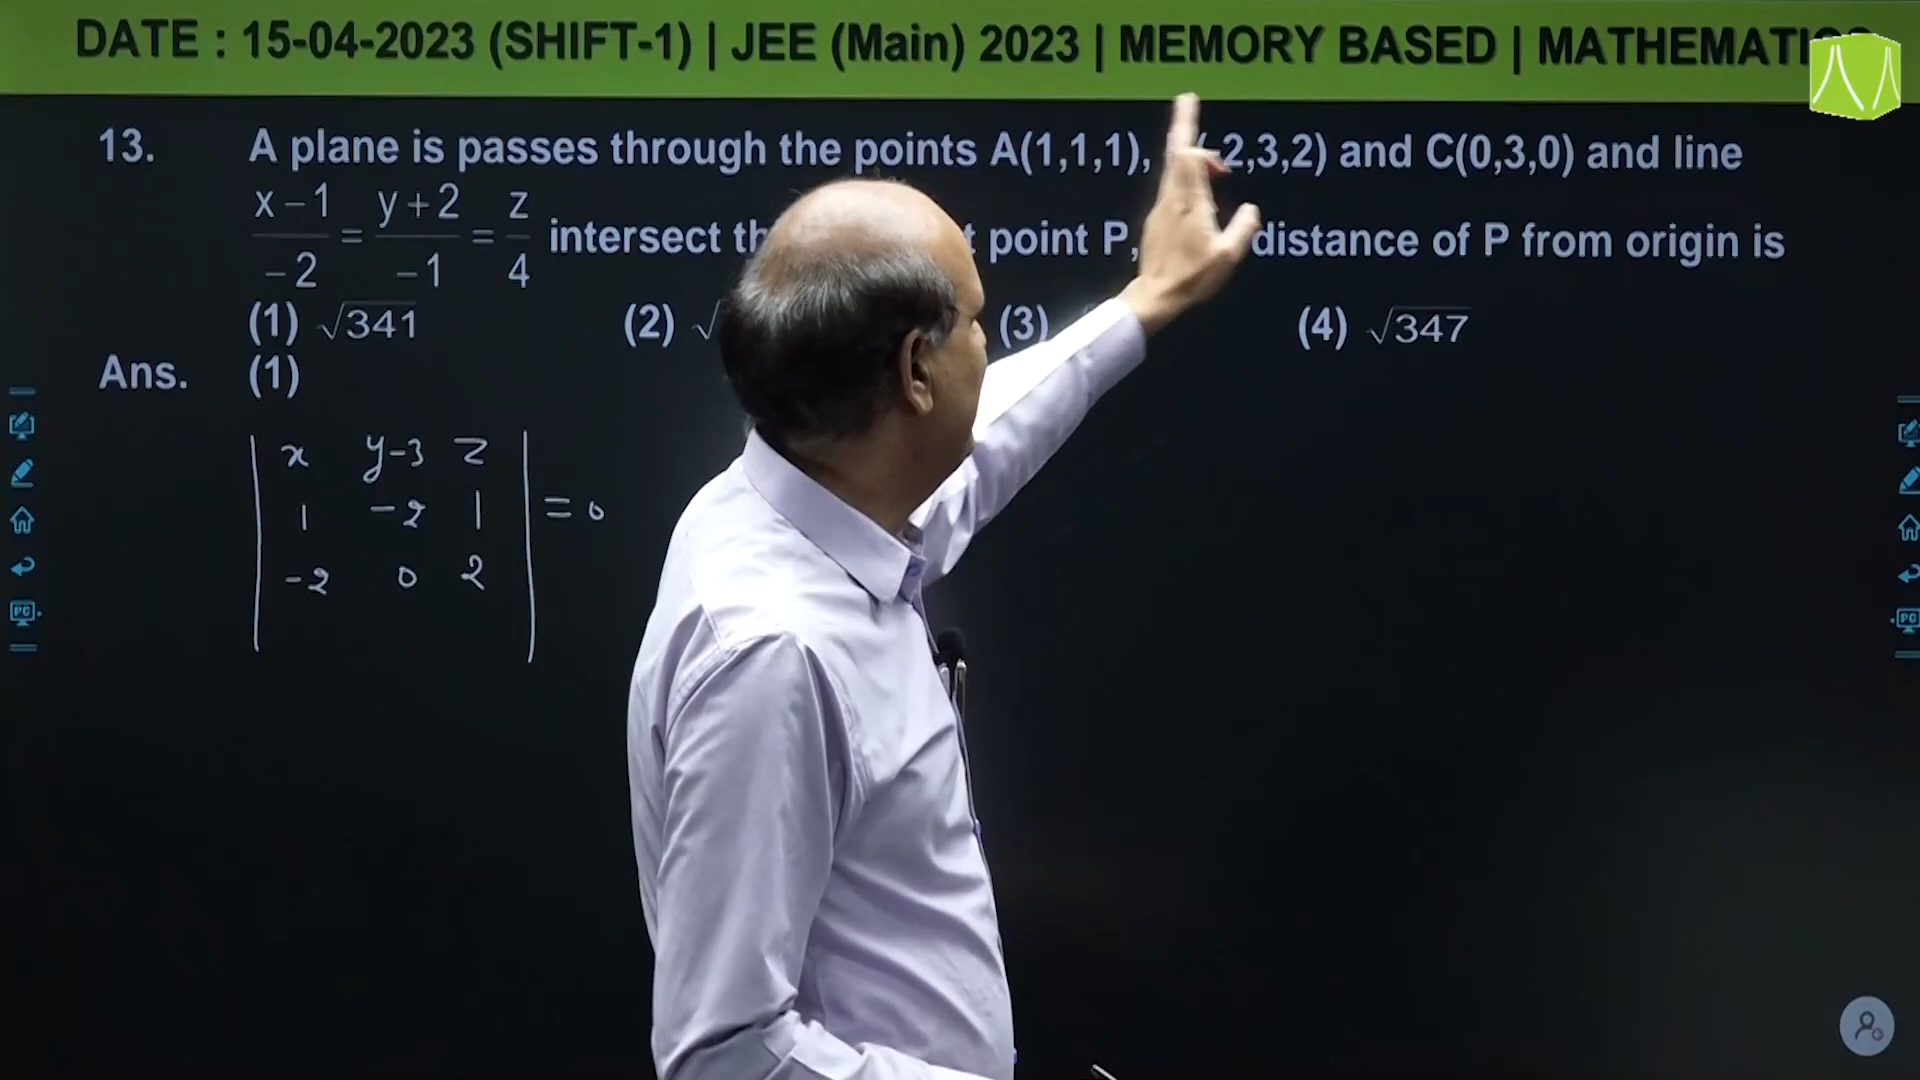 DATE : 15-04-2023 (SHIFT-1) | JEE (Main) 2023 | MEMORY BASED | MATHEMATICS
13. A plane is passes through the points A(1,1,1), (-2,3,2) and C(0,3,0) and line
x−1/−2 = y+2/−1 = z/4 intersect point P, distance of P from origin is
(1) √341 (2) √ (3) (4) √347
Ans. (1)
| x y-3 z |
| 1 -2 1 | = 0
| -2 0 2 |
PC
PC